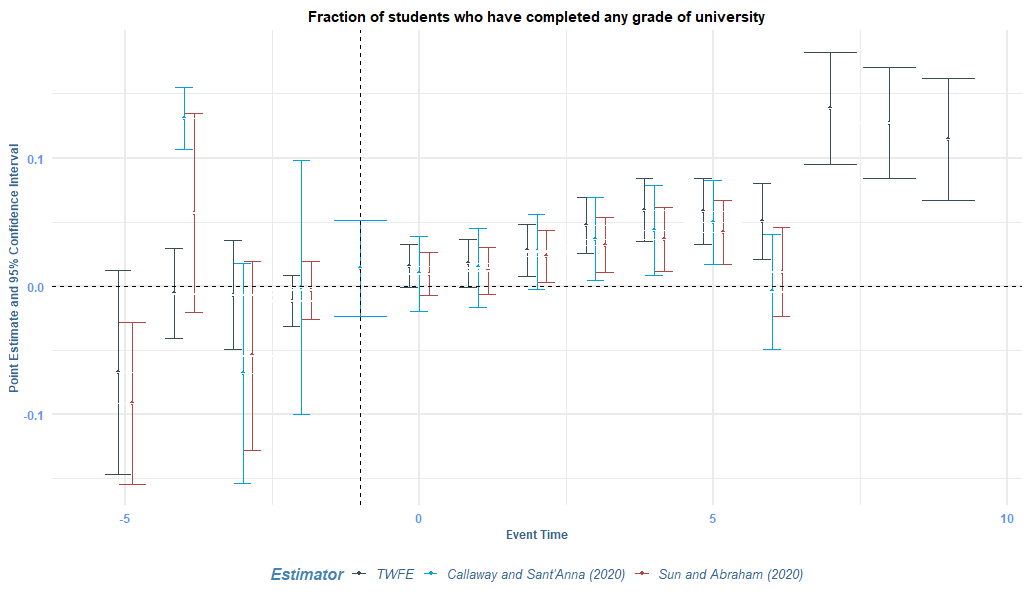 Fraction of students who have completed any grade of university
Point Estimate and 95% Confidence Interval
0.1
0.0
-0.1
-5
0
5
10
Event Time
Estimator TWFE Callaway and Sant'Anna (2020) Sun and Abraham (2020)